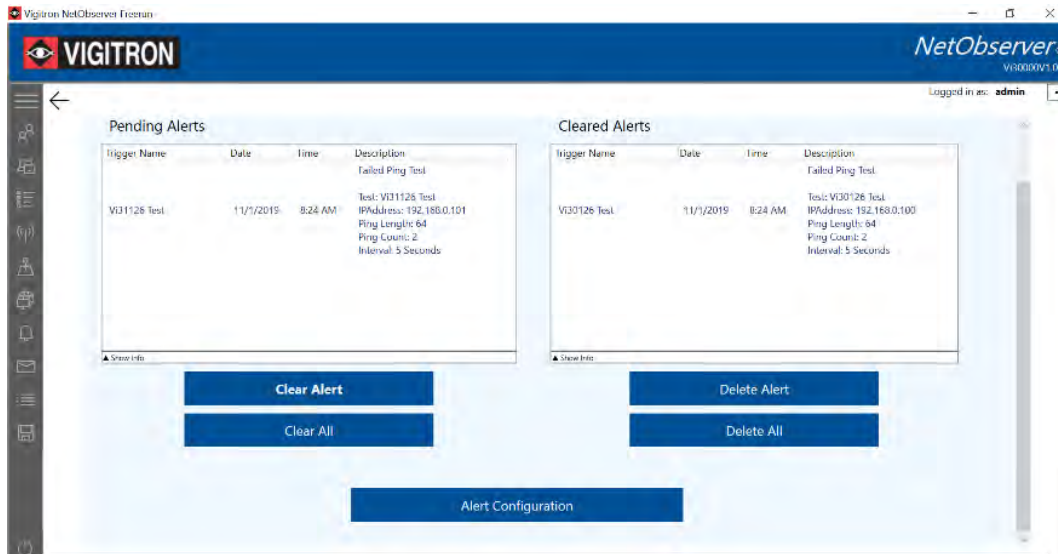 Vigitron NetObserver Freerun
VIGITRON
NetObserver
Vi30000V1.0
Logged in as: admin
Pending Alerts
Trigger Name Date Time Description
Failed Ping Test
Test: Vi31126 Test
Vi31126 Test 11/1/2019 8:24 AM IPAddress: 192.168.0.101
Ping Length: 64
Ping Count: 2
Interval: 5 Seconds
Show Info
Clear Alert
Clear All
Cleared Alerts
Trigger Name Date Time Description
Failed Ping Test
Test: Vi30126 Test
Vi30126 Test 11/1/2019 8:24 AM IPAddress: 192.168.0.100
Ping Length: 64
Ping Count: 2
Interval: 5 Seconds
Show Info
Delete Alert
Delete All
Alert Configuration